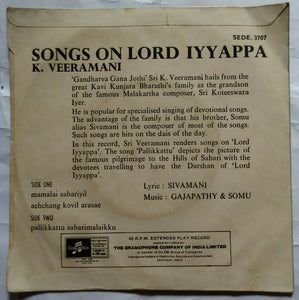 SEDE. 3707
SONGS ON LORD IYYAPPA
K. VEERAMANI
'Gandharva Gana Jothi' Sri K. Veeramani hails from the
great Kavi Kunjara Bharathi's family as the grandson
of the famous Melakartha composer, Sri Koteeswara
Iyer.
He is popular for specialised singing of devotional songs.
The advantage of the family is that his brother, Somu
alias Sivamani is the composer of most of the songs.
Such songs are hits on the dais of the day.
In this record, Sri Veeramani renders songs on 'Lord
Iyyappa'. The song 'Pallikkattu' depicts the picture
of the famous pilgrimage to the Hills of Sabari with the
devotees travelling to have the Darshan of 'Lord
Iyyappa'.
SIDE ONE
mamalai sabariyil
achchang kovil arasae
SIDE TWO
pallikkattu sabarimalaikku
Lyric : SIVAMANI
Music : GAJAPATHY & SOMU
45 R.P.M. EXTENDED PLAY RECORD
THE GRAMOPHONE COMPANY OF INDIA LIMITED